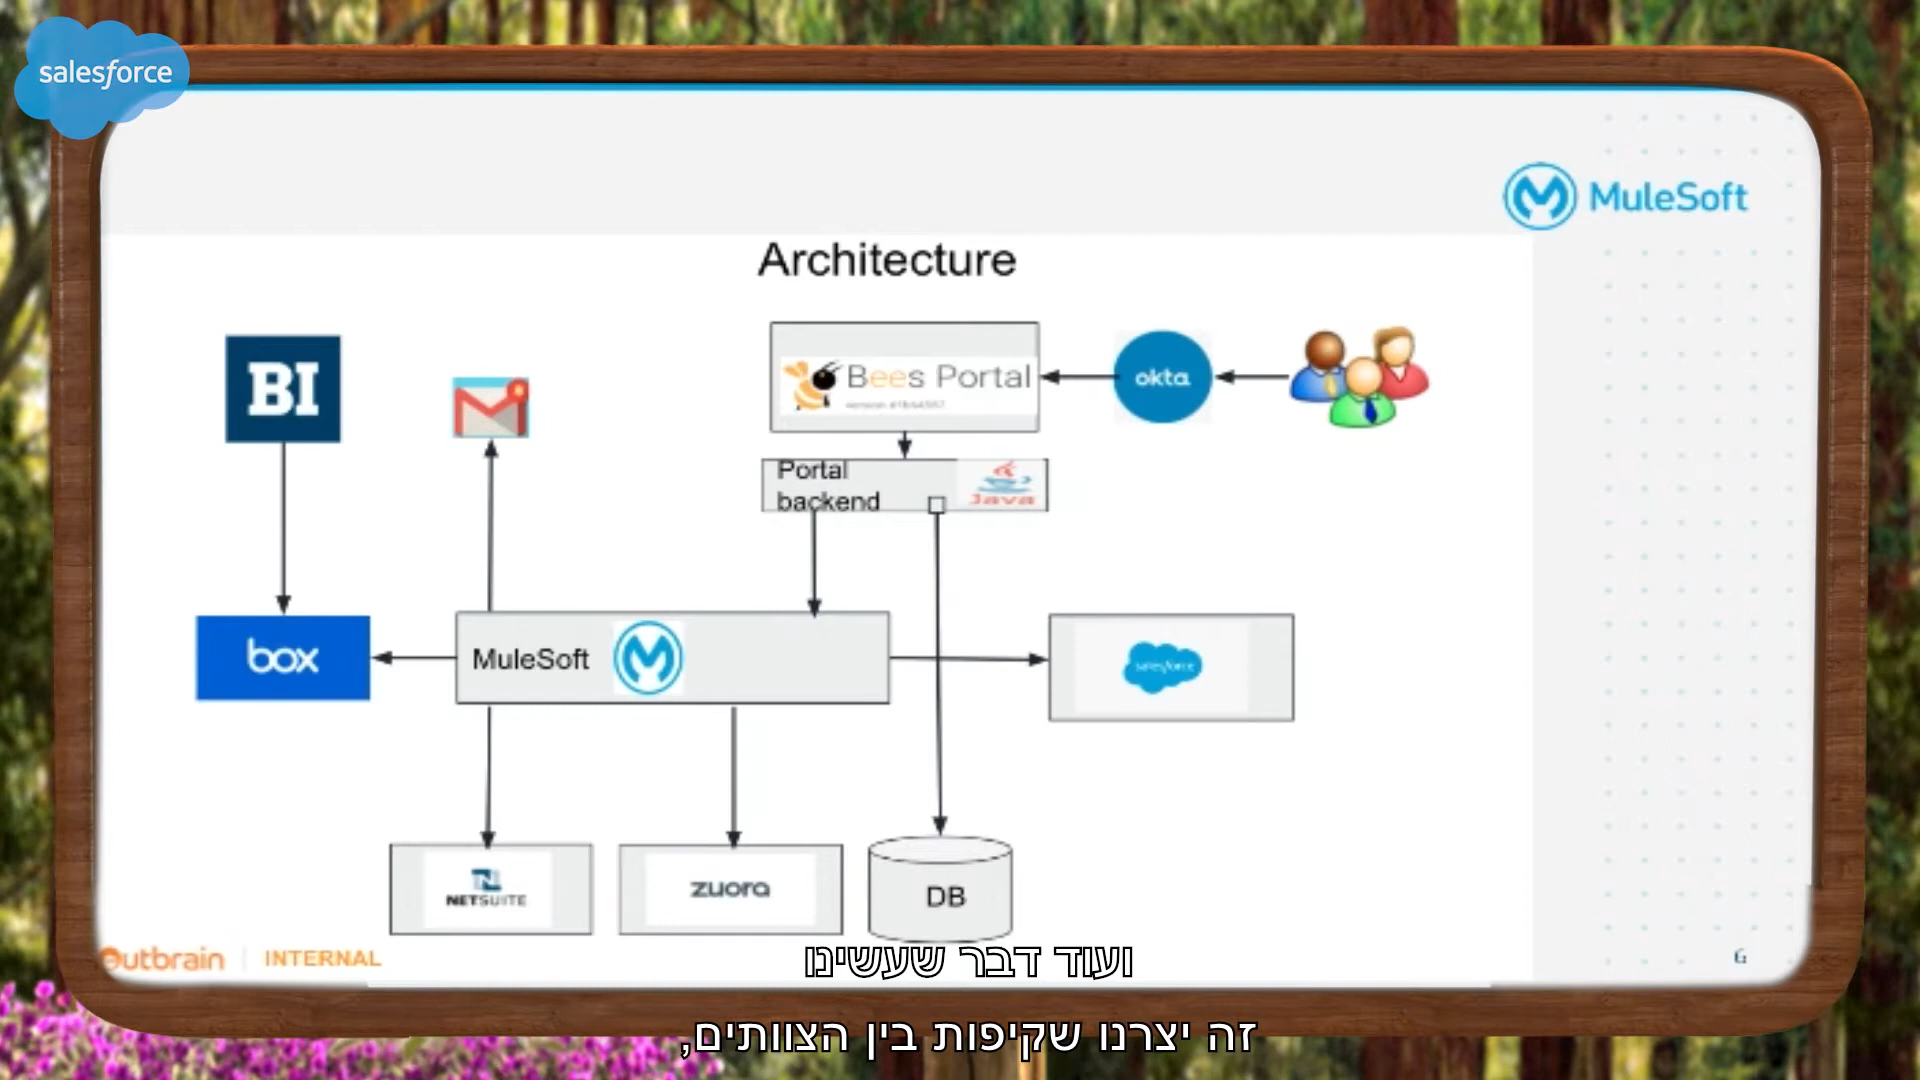 salesforce
MuleSoft
Architecture
BI
Bees Portal
okta
Portal
backend
Java
box
MuleSoft
salesforce
NETSUITE
zuora
DB
Outbrain | INTERNAL
6
ועוד דבר שעשינו
זה יצרנו שקיפות בין הצוותים,